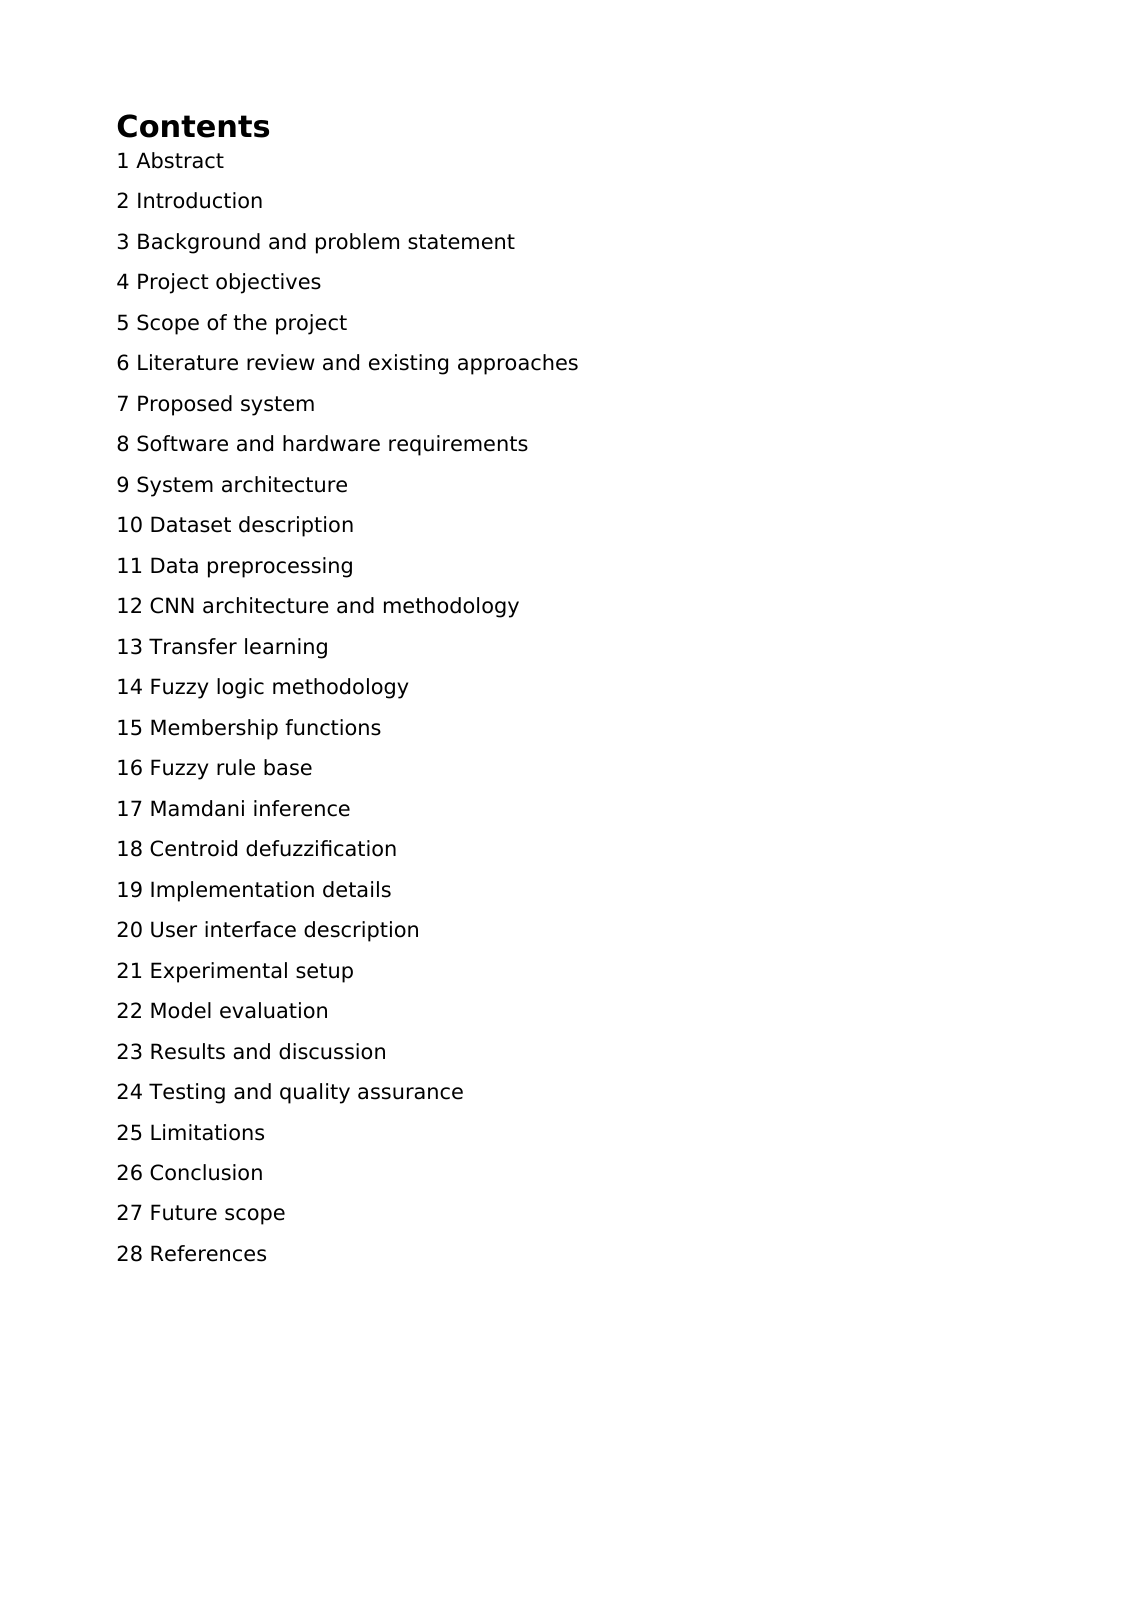 Contents
1 Abstract
2 Introduction
3 Background and problem statement
4 Project objectives
5 Scope of the project
6 Literature review and existing approaches
7 Proposed system
8 Software and hardware requirements
9 System architecture
10 Dataset description
11 Data preprocessing
12 CNN architecture and methodology
13 Transfer learning
14 Fuzzy logic methodology
15 Membership functions
16 Fuzzy rule base
17 Mamdani inference
18 Centroid defuzzification
19 Implementation details
20 User interface description
21 Experimental setup
22 Model evaluation
23 Results and discussion
24 Testing and quality assurance
25 Limitations
26 Conclusion
27 Future scope
28 References